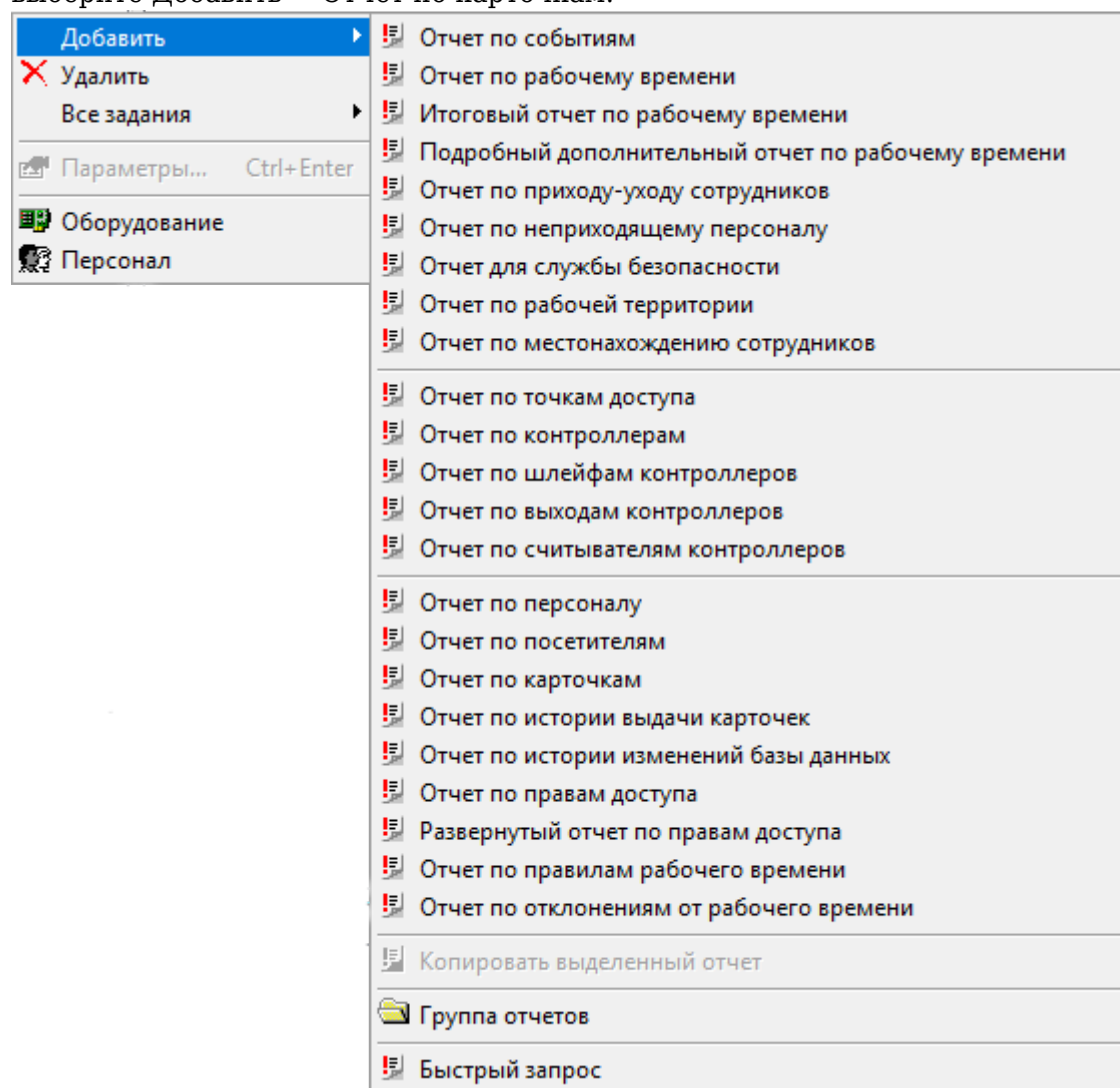 выберите Добавить – Отчет по карточкам.
Добавить
Удалить
Все задания
Параметры... Ctrl+Enter
Оборудование
Персонал
Отчет по событиям
Отчет по рабочему времени
Итоговый отчет по рабочему времени
Подробный дополнительный отчет по рабочему времени
Отчет по приходу-уходу сотрудников
Отчет по неприходящему персоналу
Отчет для службы безопасности
Отчет по рабочей территории
Отчет по местонахождению сотрудников
Отчет по точкам доступа
Отчет по контроллерам
Отчет по шлейфам контроллеров
Отчет по выходам контроллеров
Отчет по считывателям контроллеров
Отчет по персоналу
Отчет по посетителям
Отчет по карточкам
Отчет по истории выдачи карточек
Отчет по истории изменений базы данных
Отчет по правам доступа
Развернутый отчет по правам доступа
Отчет по правилам рабочего времени
Отчет по отклонениям от рабочего времени
Копировать выделенный отчет
Группа отчетов
Быстрый запрос